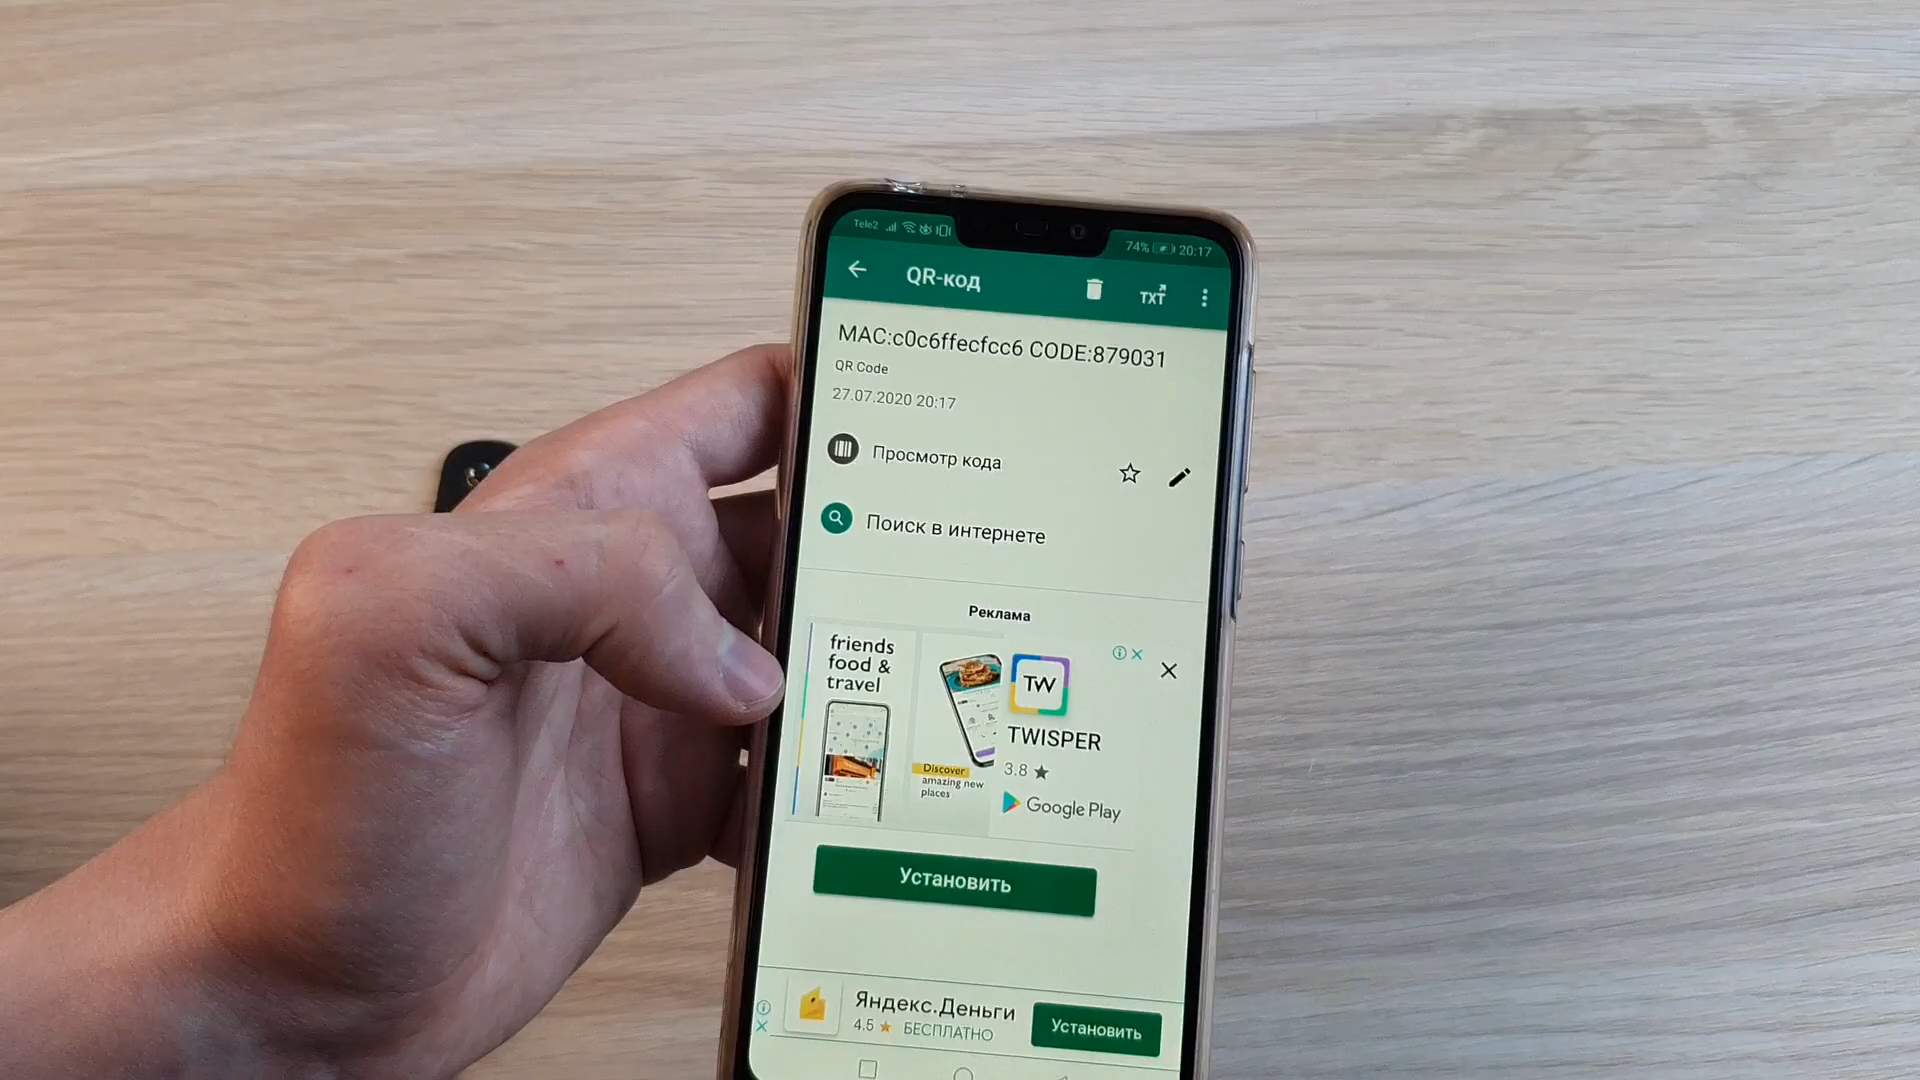 Tele2
74% 20:17
QR-код
TXT
MAC:c0c6ffecfcc6 CODE:879031
QR Code
27.07.2020 20:17
Просмотр кода
Поиск в интернете
Реклама
friends
food &
travel
Discover
amazing new
places
TW
TWISPER
3.8 ★
Google Play
Установить
Яндекс.Деньги
4.5 ★ БЕСПЛАТНО
Установить